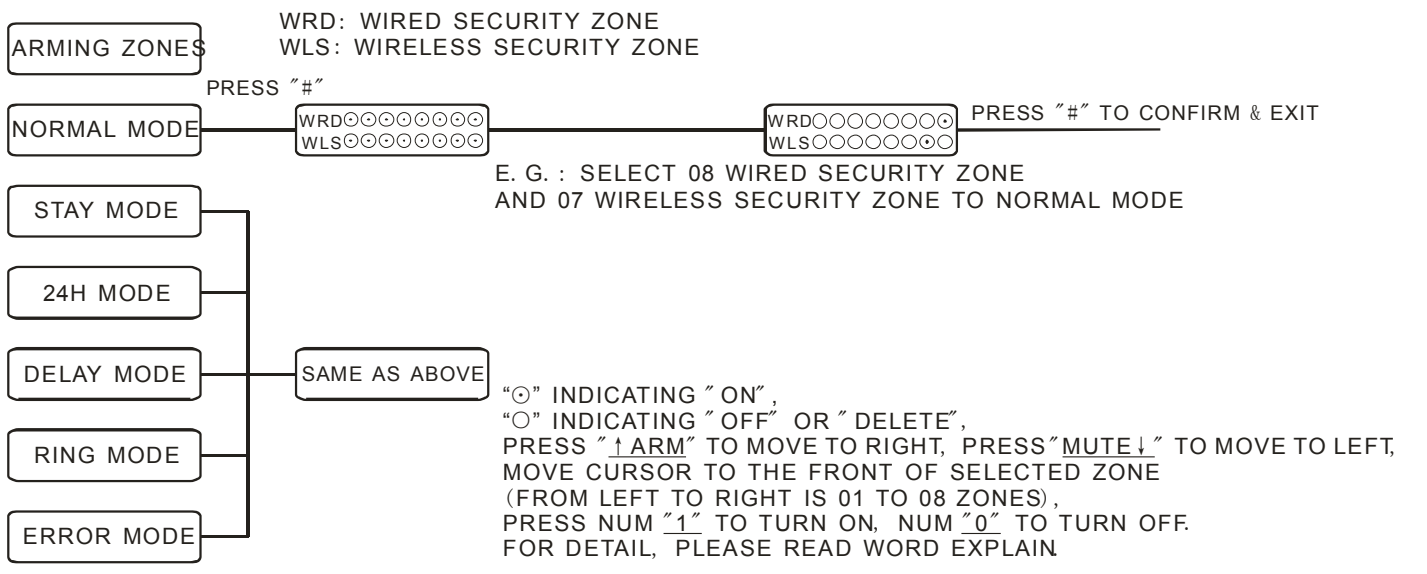 WRD: WIRED SECURITY ZONE
WLS: WIRELESS SECURITY ZONE
ARMING ZONES
PRESS "#"
NORMAL MODE
WRD⊙⊙⊙⊙⊙⊙⊙⊙
WLS⊙⊙⊙⊙⊙⊙⊙⊙
WRD○○○○○○○⊙
WLS○○○○○○⊙○
PRESS "#" TO CONFIRM & EXIT
E. G. : SELECT 08 WIRED SECURITY ZONE
AND 07 WIRELESS SECURITY ZONE TO NORMAL MODE
STAY MODE
24H MODE
DELAY MODE
RING MODE
ERROR MODE
SAME AS ABOVE
“⊙” INDICATING "ON",
“○” INDICATING "OFF" OR "DELETE",
PRESS "↑ARM" TO MOVE TO RIGHT, PRESS"MUTE↓" TO MOVE TO LEFT,
MOVE CURSOR TO THE FRONT OF SELECTED ZONE
(FROM LEFT TO RIGHT IS 01 TO 08 ZONES),
PRESS NUM "1" TO TURN ON, NUM "0" TO TURN OFF.
FOR DETAIL, PLEASE READ WORD EXPLAIN.